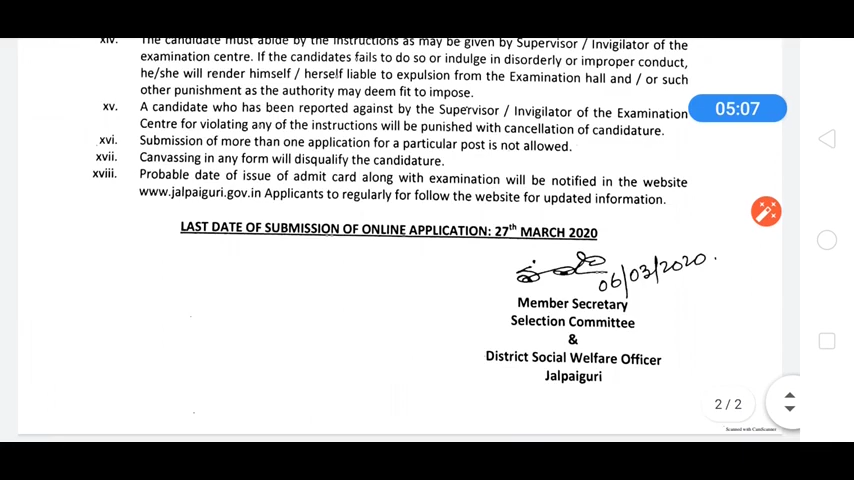 xiv. The candidate must abide by the instructions as may be given by Supervisor / Invigilator of the
examination centre. If the candidates fails to do so or indulge in disorderly or improper conduct,
he/she will render himself / herself liable to expulsion from the Examination hall and / or such
other punishment as the authority may deem fit to impose.
xv. A candidate who has been reported against by the Supervisor / Invigilator of the Examination
Centre for violating any of the instructions will be punished with cancellation of candidature.
05:07
xvi. Submission of more than one application for a particular post is not allowed.
xvii. Canvassing in any form will disqualify the candidature.
xviii. Probable date of issue of admit card along with examination will be notified in the website
www.jalpaiguri.gov.in Applicants to regularly for follow the website for updated information.
LAST DATE OF SUBMISSION OF ONLINE APPLICATION: 27th MARCH 2020
06/03/2020.
Member Secretary
Selection Committee
&
District Social Welfare Officer
Jalpaiguri
2 / 2
Scanned with CamScanner